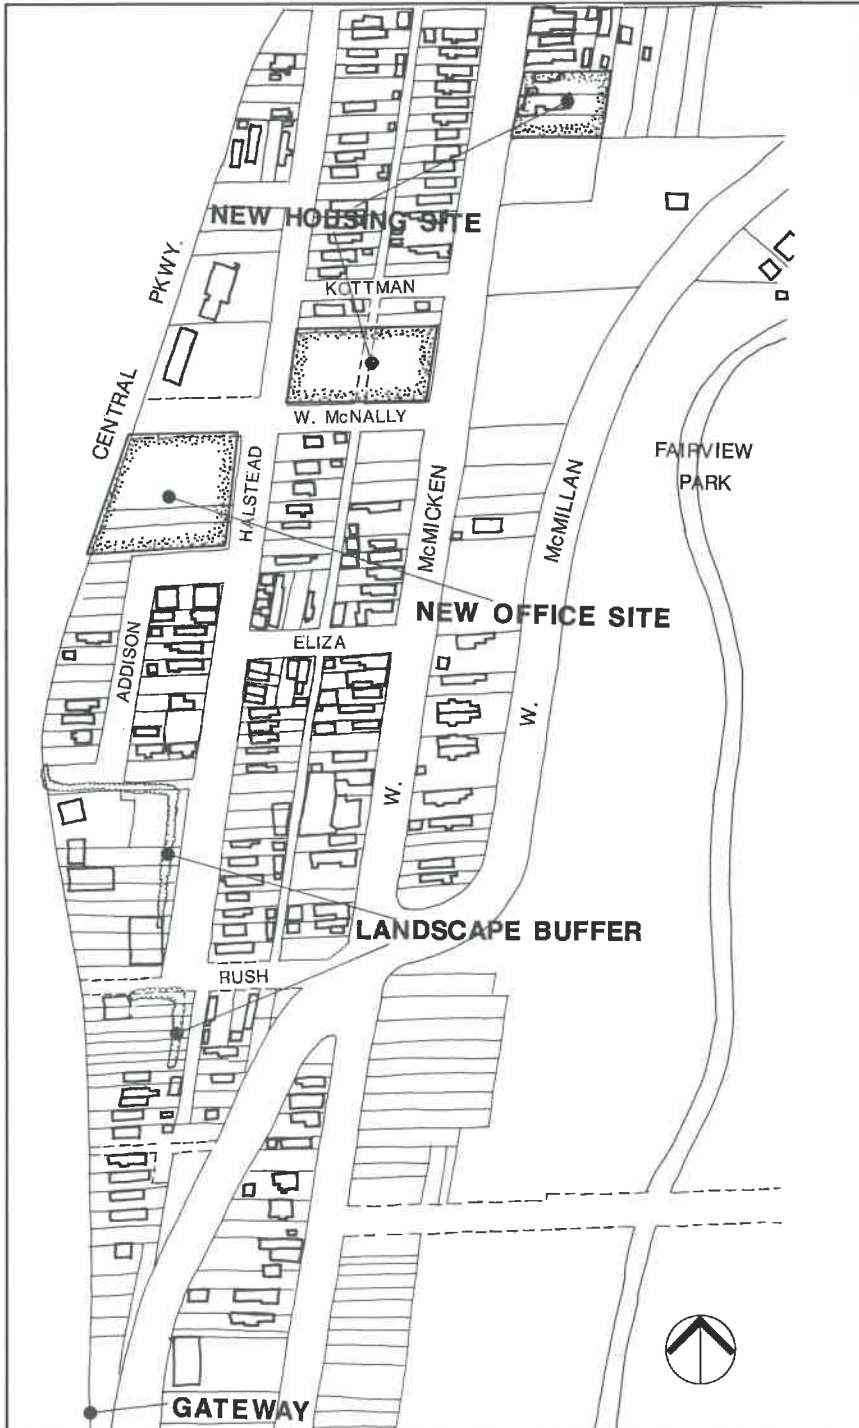 NEW HOUSING SITE
PKWY.
KOTTMAN
CENTRAL
W. McNALLY
HALSTEAD
McMICKEN
McMILLAN
FAIRVIEW
PARK
NEW OFFICE SITE
ADDISON
ELIZA
W.
W.
LANDSCAPE BUFFER
RUSH
GATEWAY